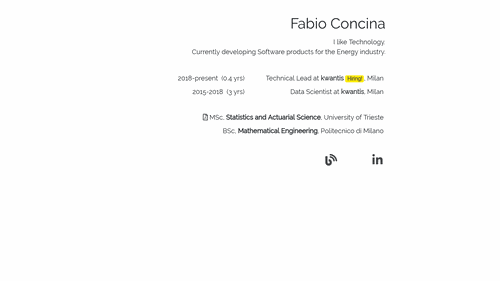 Fabio Concina
I like Technology.
Currently developing Software products for the Energy industry.
2018-present (0.4 yrs) Technical Lead at kwantis Hiring!, Milan
2015-2018 (3 yrs) Data Scientist at kwantis, Milan
MSc, Statistics and Actuarial Science, University of Trieste
BSc, Mathematical Engineering, Politecnico di Milano
in